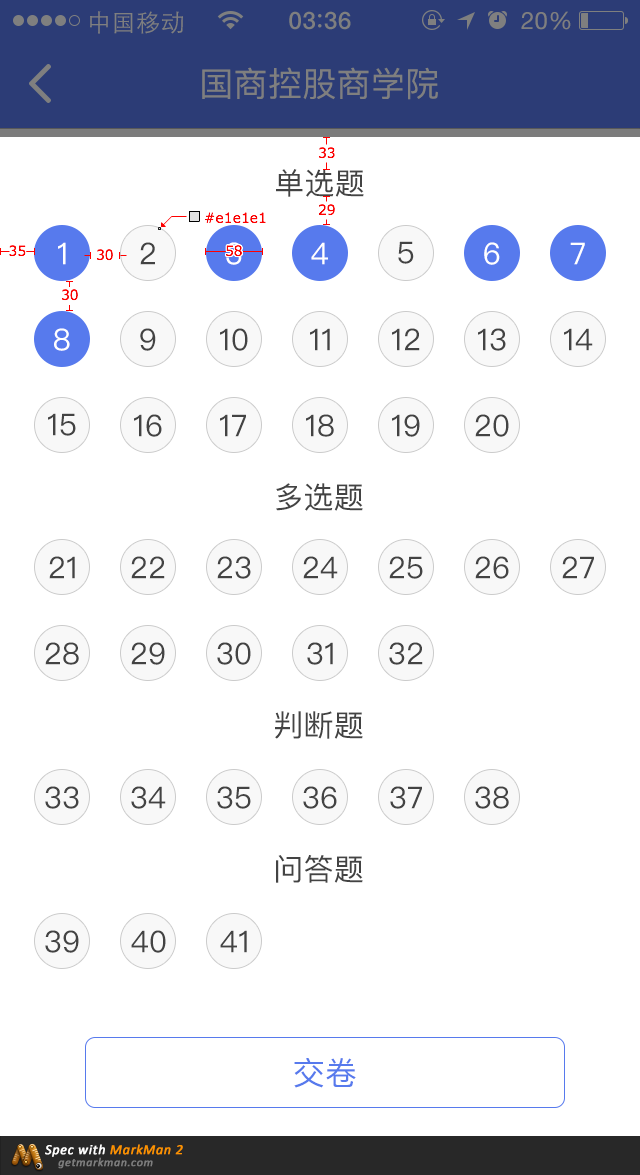 中国移动 03:36 20%
国商控股商学院
33
单选题
29
#e1e1e1
35 1 30 2 58 4 5 6 7
30
8 9 10 11 12 13 14
15 16 17 18 19 20
多选题
21 22 23 24 25 26 27
28 29 30 31 32
判断题
33 34 35 36 37 38
问答题
39 40 41
交卷
Spec with MarkMan 2
getmarkman.com